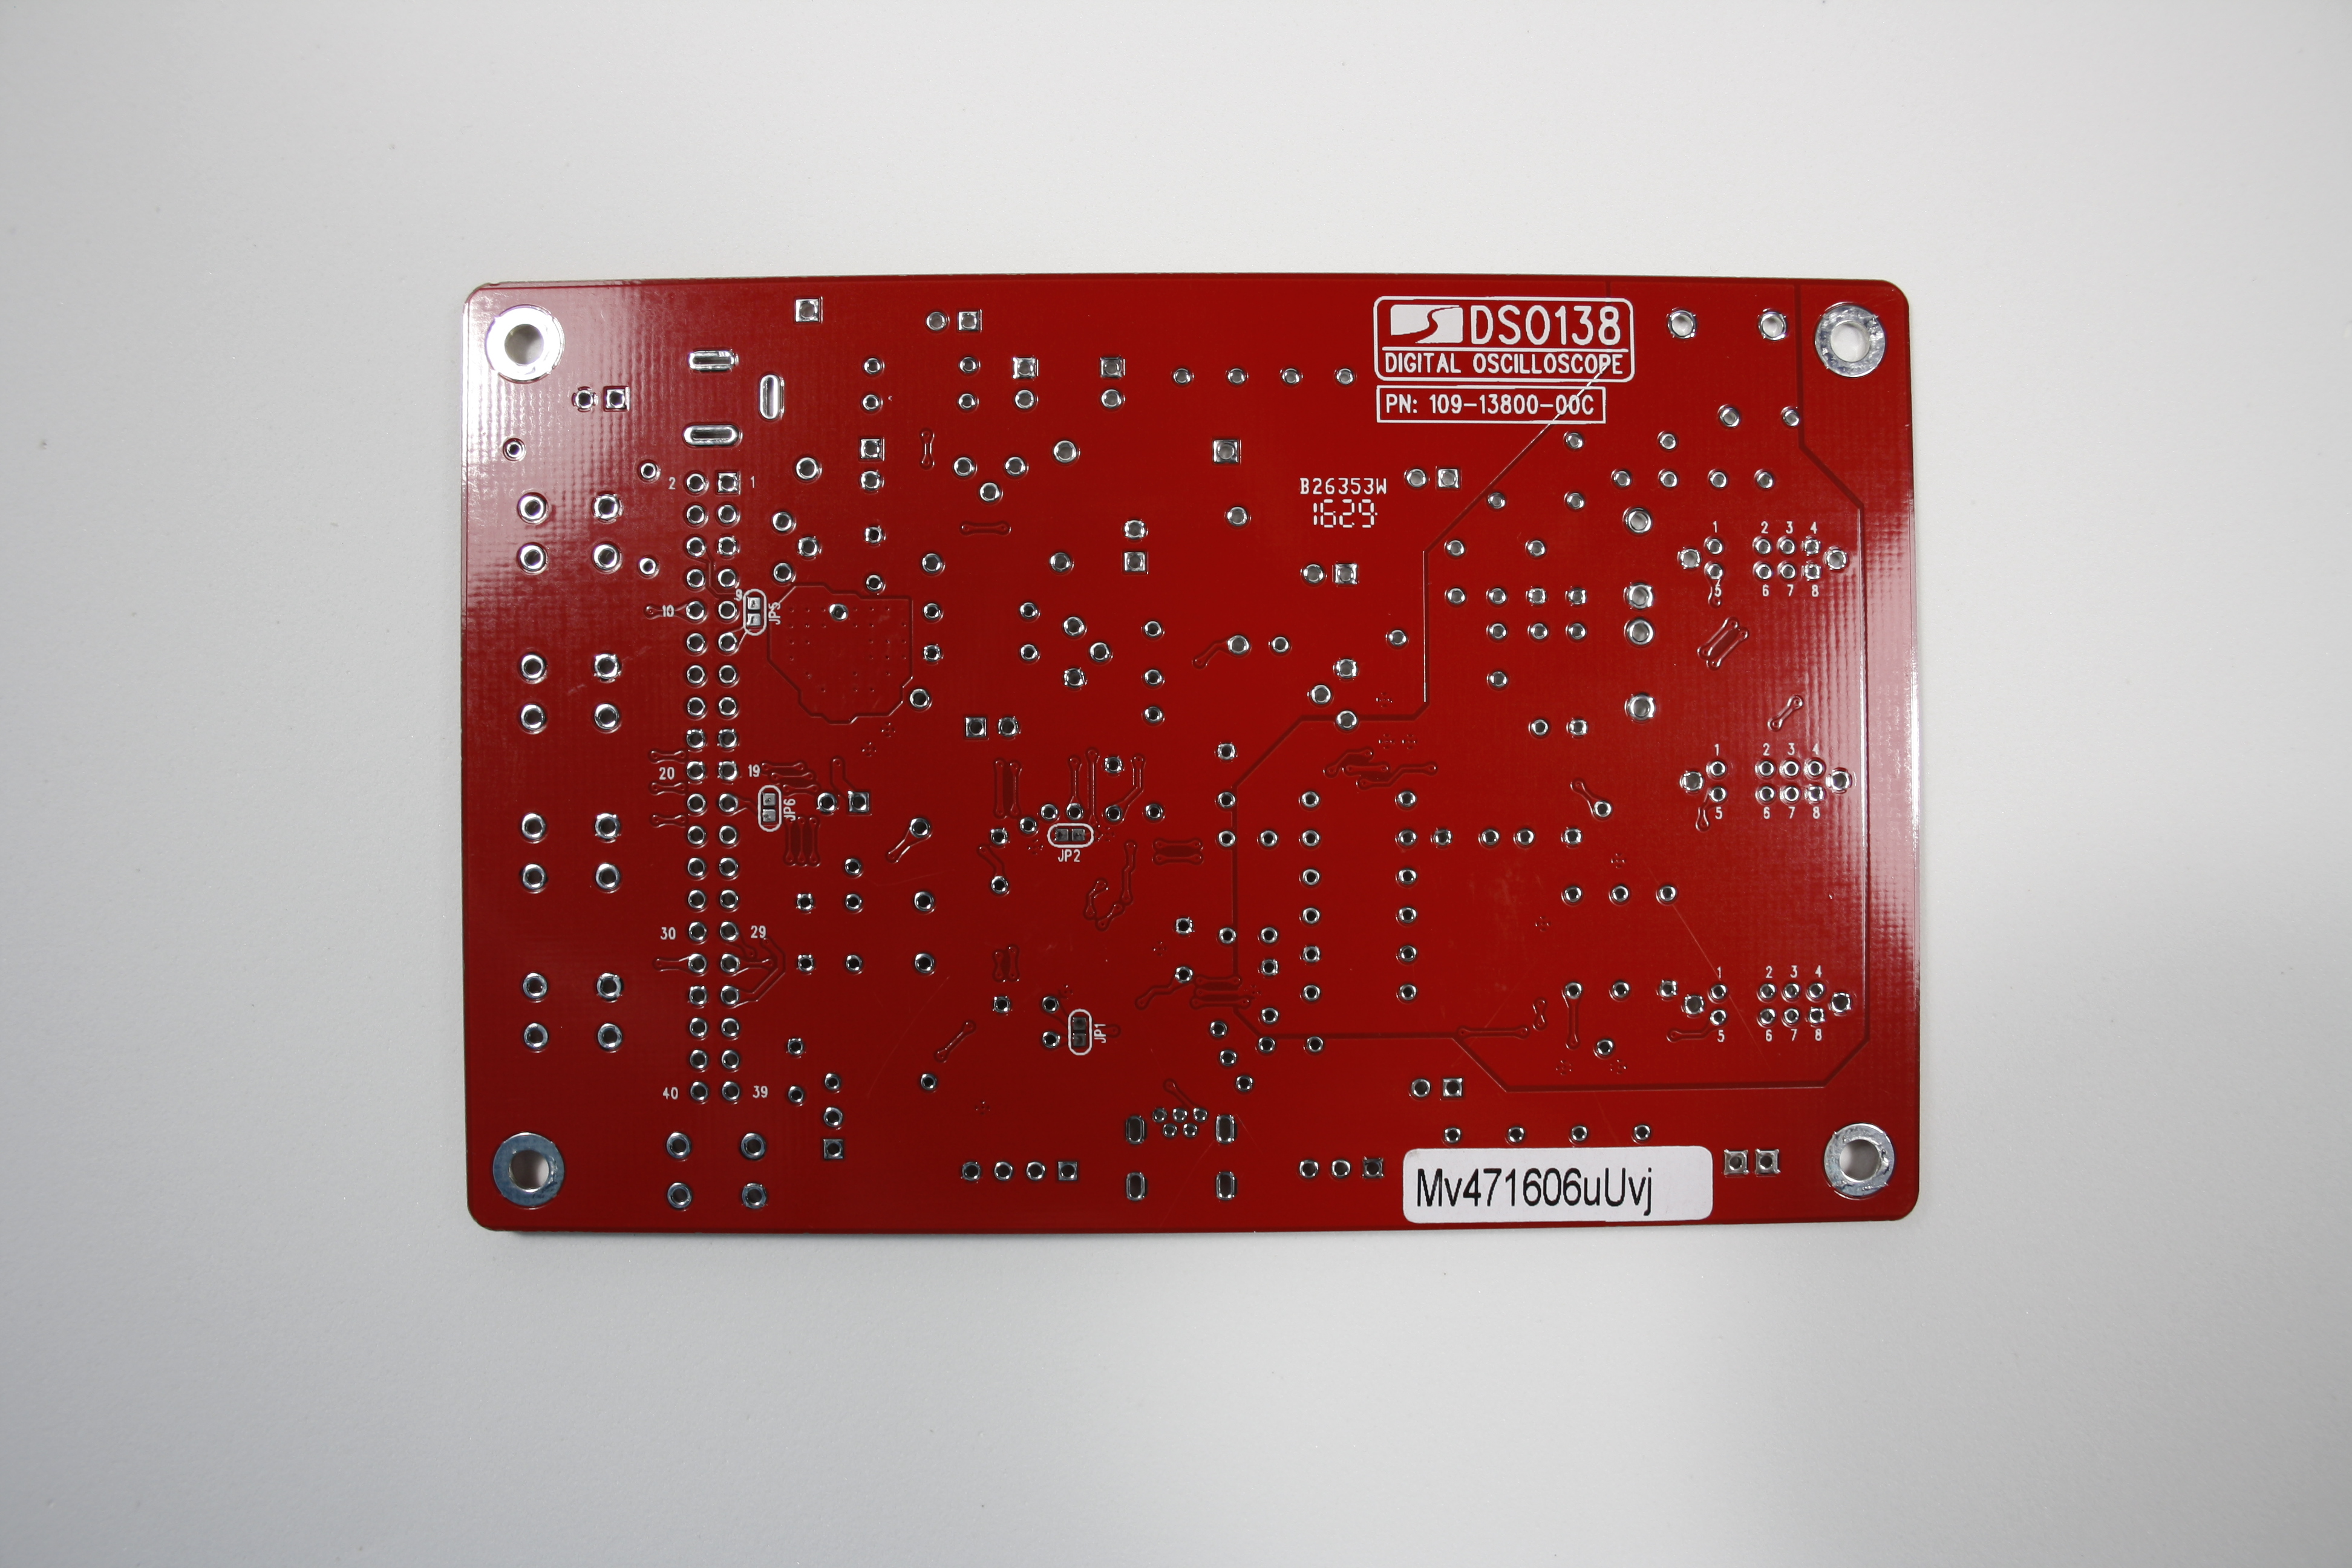 DSO138
DIGITAL OSCILLOSCOPE
PN: 109-13800-00C
2 1
B26353W
1629
1 2 3 4
5 6 7 8
9
10
JP5
1 2 3 4
20 19
JP6
5 6 7 8
JP2
30 29
1 2 3 4
JP1
5 6 7 8
40 39
Mv471606uUvj